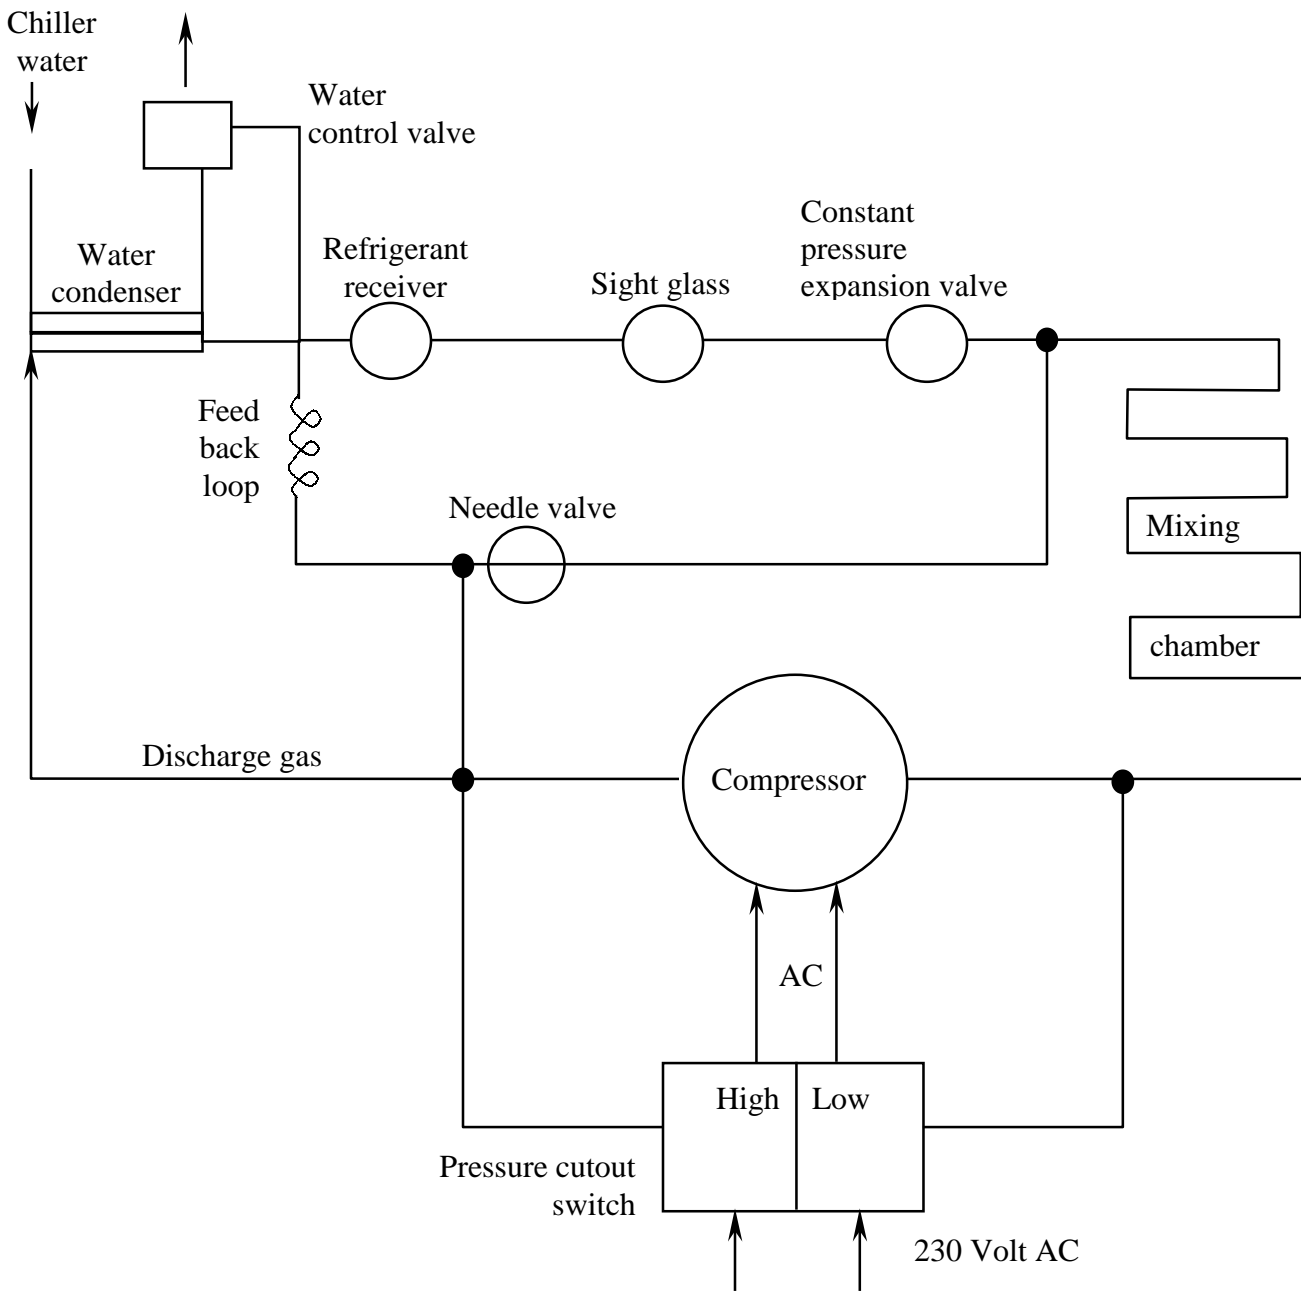 Chiller
water
Water
control valve
Constant
pressure
expansion valve
Refrigerant
receiver
Water
condenser
Sight glass
Feed
back
loop
Needle valve
Mixing
chamber
Discharge gas
Compressor
AC
High
Low
Pressure cutout
switch
230 Volt AC